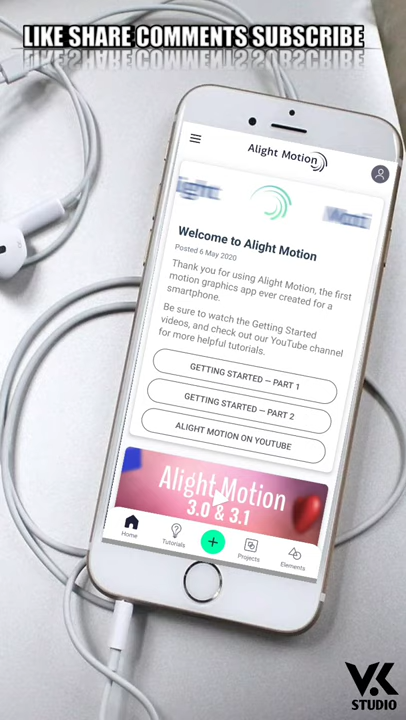 LIKE SHARE COMMENTS SUBSCRIBE
Alight Motion
Welcome to Alight Motion
Posted 6 May 2020
Thank you for using Alight Motion, the first
motion graphics app ever created for a
smartphone.
Be sure to watch the Getting Started
videos, and check out our YouTube channel
for more helpful tutorials.
GETTING STARTED – PART 1
GETTING STARTED – PART 2
ALIGHT MOTION ON YOUTUBE
Alight Motion
3.0 & 3.1
Home
Tutorials
Projects
Elements
VK
STUDIO